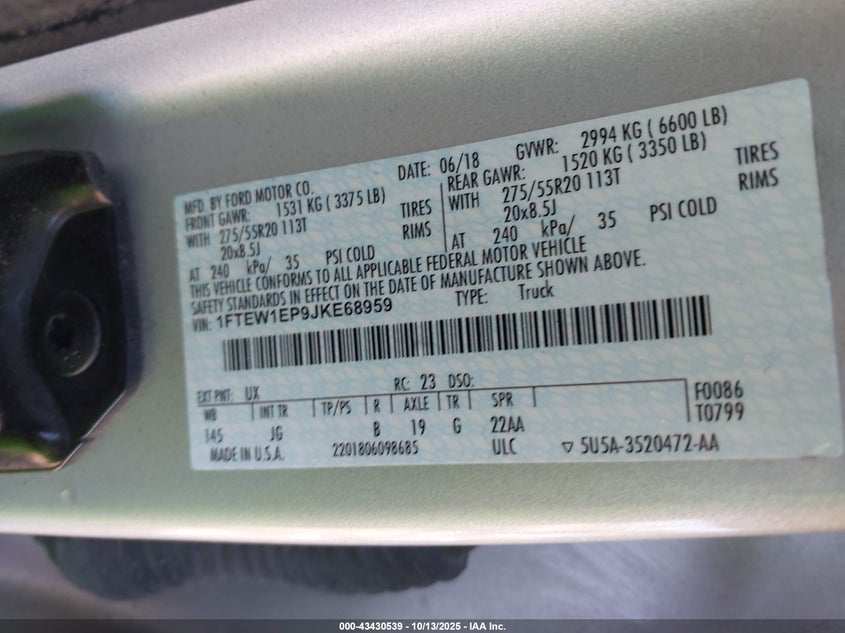 MFD. BY FORD MOTOR CO. DATE: 06/18 GVWR: 2994 KG ( 6600 LB)
FRONT GAWR: 1531 KG ( 3375 LB) REAR GAWR: 1520 KG ( 3350 LB)
WITH 275/55R20 113T TIRES WITH 275/55R20 113T TIRES
20x8.5J RIMS 20x8.5J RIMS
AT 240 kPa/ 35 PSI COLD AT 240 kPa/ 35 PSI COLD
THIS VEHICLE CONFORMS TO ALL APPLICABLE FEDERAL MOTOR VEHICLE
SAFETY STANDARDS IN EFFECT ON THE DATE OF MANUFACTURE SHOWN ABOVE.
VIN: 1FTEW1EP9JKE68959 TYPE: Truck
EXT PNT: UX RC: 23 DSO:
WB INT TR TP/PS R AXLE TR SPR F0086
145 JG B 19 G 22AA T0799
MADE IN U.S.A. 2201806098685 ULC ▽ 5U5A-3520472-AA
000-43430539 - 10/13/2025 - IAA Inc.